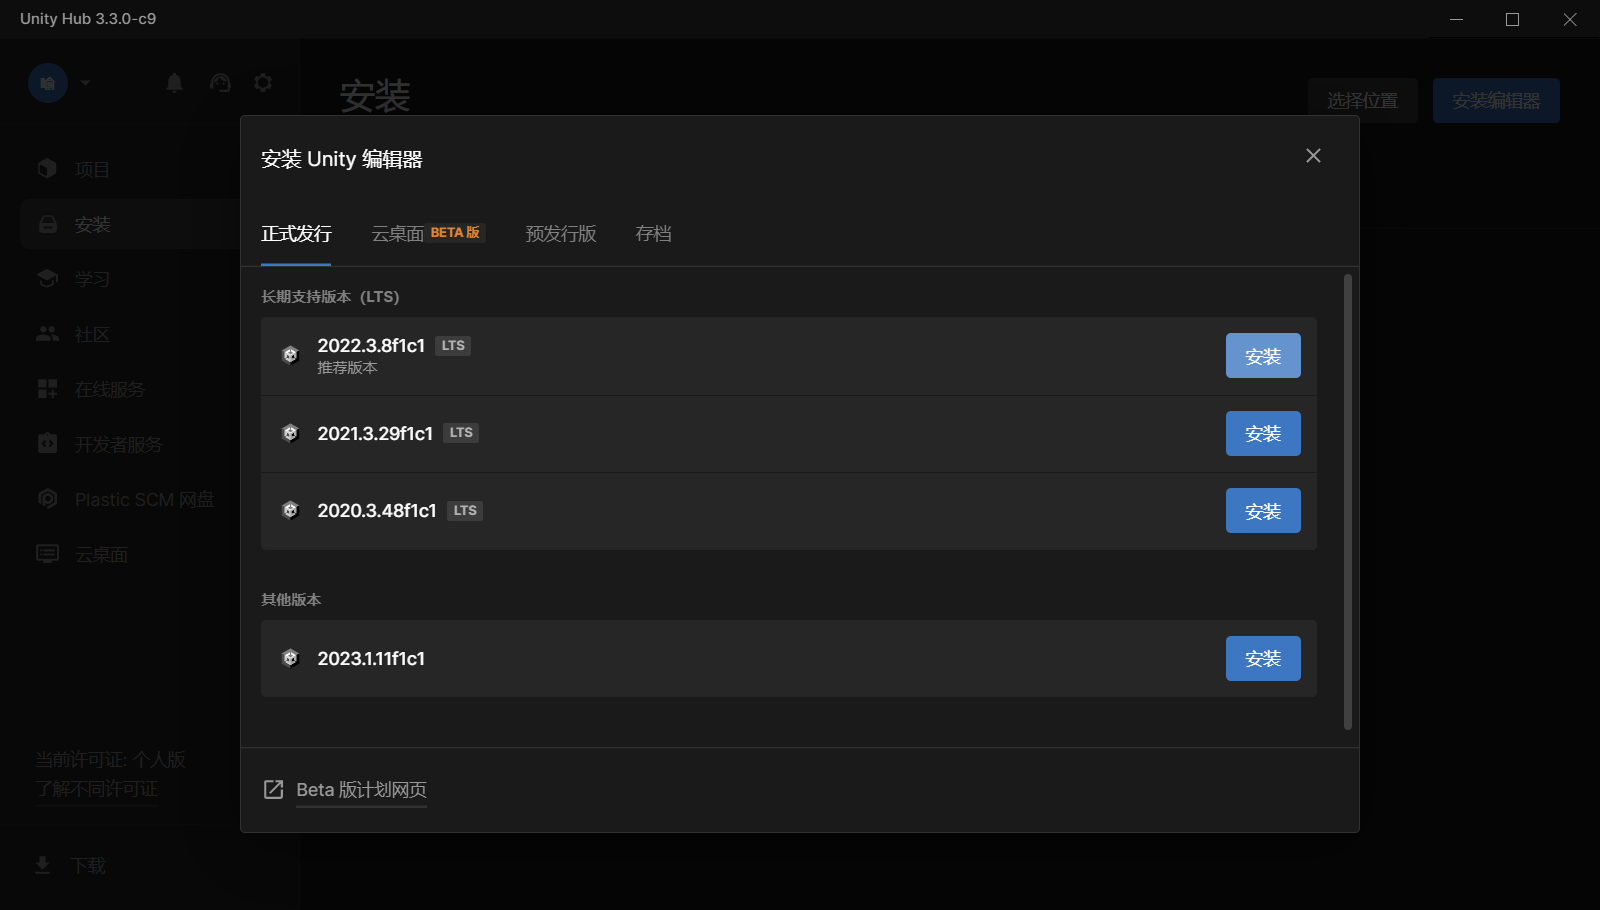 Unity Hub 3.3.0-c9
安装
选择位置
安装编辑器
项目
安装
学习
社区
在线服务
开发者服务
Plastic SCM 网盘
云桌面
当前许可证: 个人版
了解不同许可证
下载
安装 Unity 编辑器
正式发行
云桌面 BETA 版
预发行版
存档
长期支持版本 (LTS)
2022.3.8f1c1 LTS
推荐版本
安装
2021.3.29f1c1 LTS
安装
2020.3.48f1c1 LTS
安装
其他版本
2023.1.11f1c1
安装
Beta 版计划网页